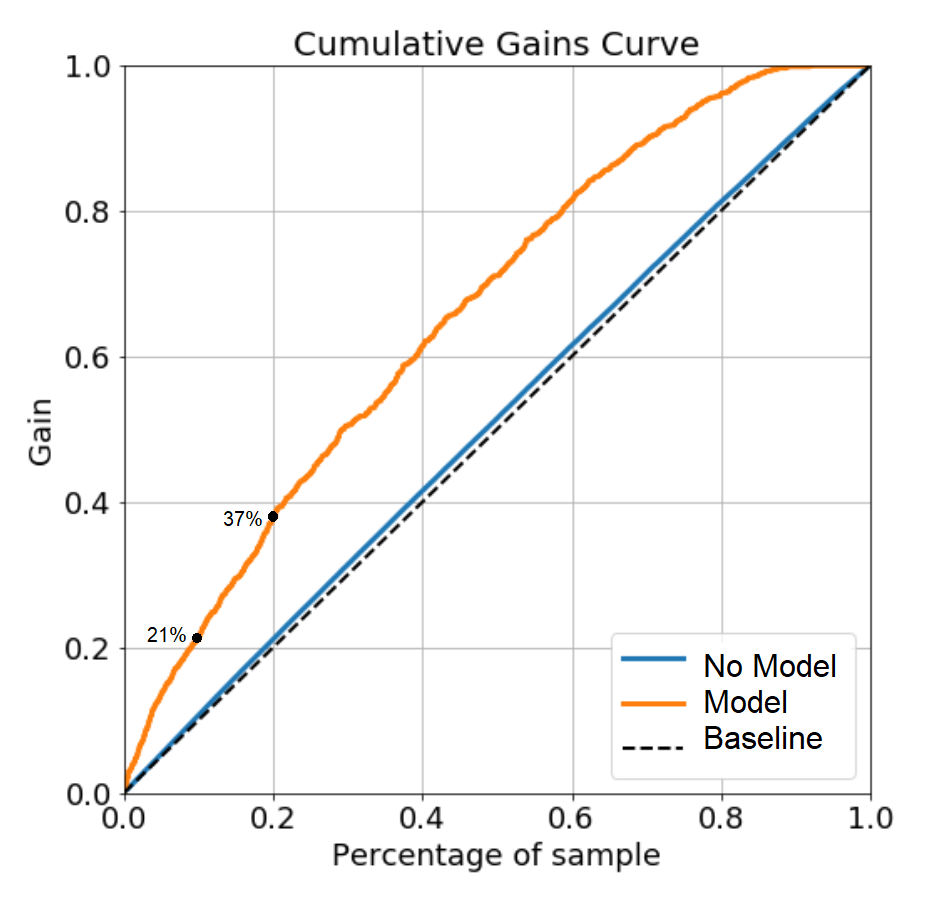 Cumulative Gains Curve
1.0
0.8
0.6
Gain
0.4
37%
21%
0.2
No Model
Model
Baseline
0.0
0.0 0.2 0.4 0.6 0.8 1.0
Percentage of sample